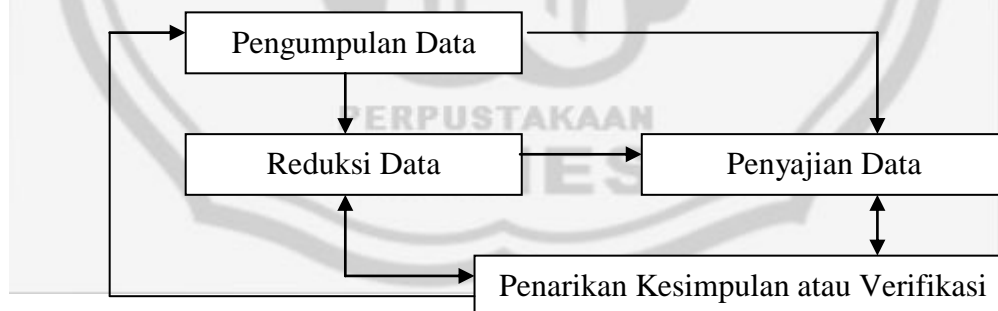 Pengumpulan Data
PERPUSTAKAAN
Reduksi Data
Penyajian Data
Penarikan Kesimpulan atau Verifikasi